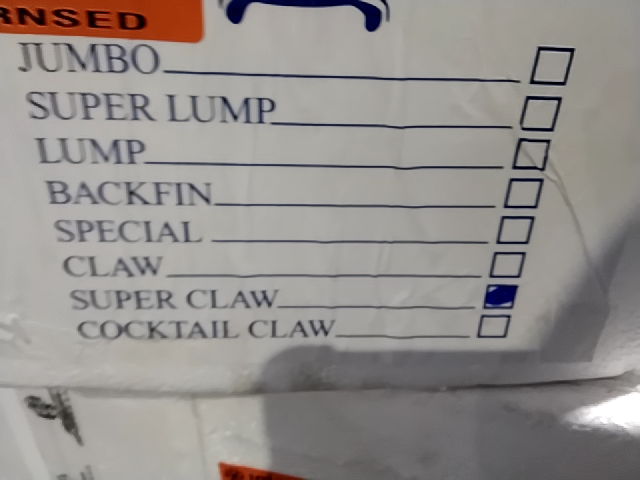 RNSED
JUMBO
SUPER LUMP
LUMP
BACKFIN
SPECIAL
CLAW
SUPER CLAW
COCKTAIL CLAW